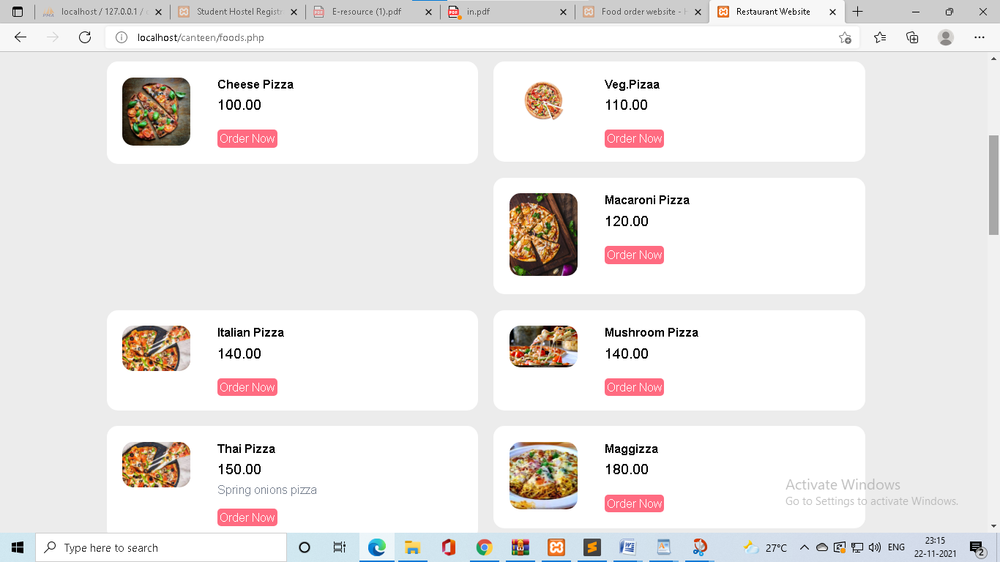 localhost / 127.0.0.1 /
Student Hostel Registr
E-resource (1).pdf
in.pdf
Food order website -
Restaurant Website
localhost/canteen/foods.php
Cheese Pizza
100.00
Order Now
Veg.Pizaa
110.00
Order Now
Macaroni Pizza
120.00
Order Now
Italian Pizza
140.00
Order Now
Mushroom Pizza
140.00
Order Now
Thai Pizza
150.00
Spring onions pizza
Order Now
Maggizza
180.00
Order Now
Activate Windows
Go to Settings to activate Windows.
Type here to search
27°C
ENG
23:15
22-11-2021
2